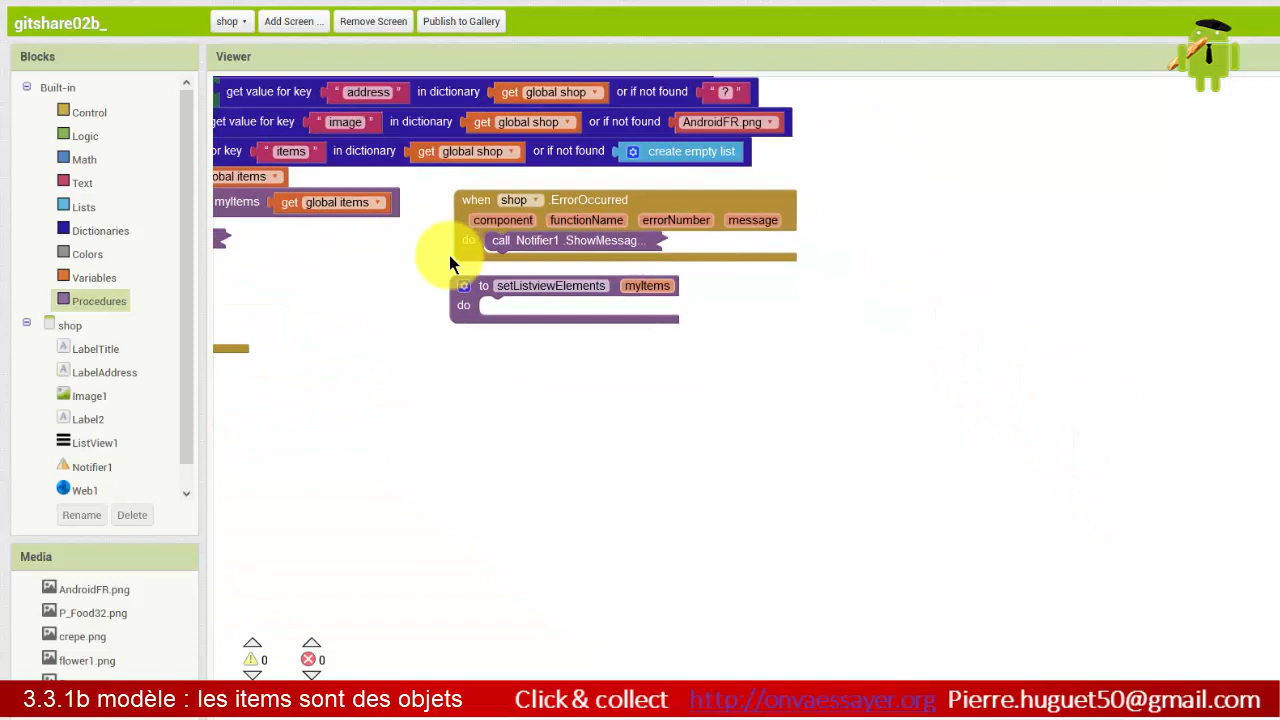 gitshare02b_
shop
Add Screen ...
Remove Screen
Publish to Gallery
Blocks
Viewer
Built-in
Control
Logic
Math
Text
Lists
Dictionaries
Colors
Variables
Procedures
shop
LabelTitle
LabelAddress
Image1
Label2
ListView1
Notifier1
Web1
Rename
Delete
Media
AndroidFR.png
P_Food32.png
crepe.png
flower1.png
get value for key " address " in dictionary get global shop or if not found " ? "
get value for key " image " in dictionary get global shop or if not found AndroidFR.png
or key " items " in dictionary get global shop or if not found create empty list
obal items
myItems get global items
when shop .ErrorOccurred
component functionName errorNumber message
do call Notifier1 .ShowMessag...
to setListviewElements myItems
do
0
0
3.3.1b modèle : les items sont des objets
Click & collect http://onvaessayer.org Pierre.huguet50@gmail.com